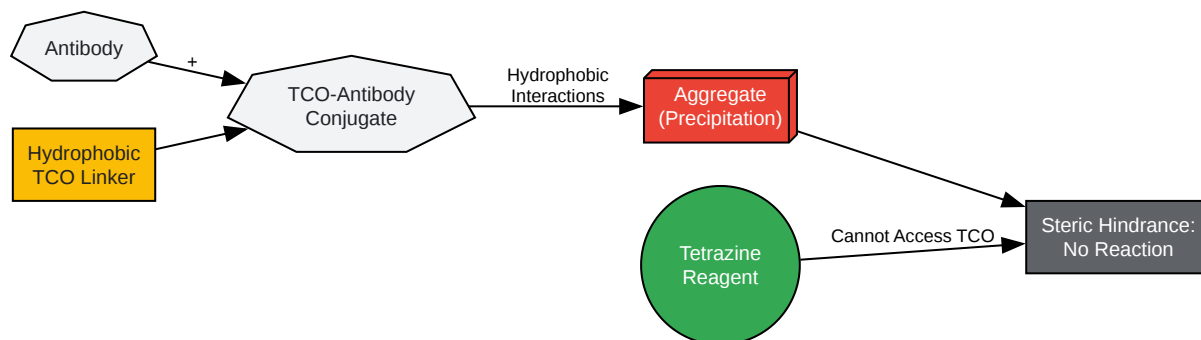 Antibody
+
Hydrophobic
TCO Linker
TCO-Antibody
Conjugate
Hydrophobic
Interactions
Aggregate
(Precipitation)
Tetrazine
Reagent
Cannot Access TCO
Steric Hindrance:
No Reaction